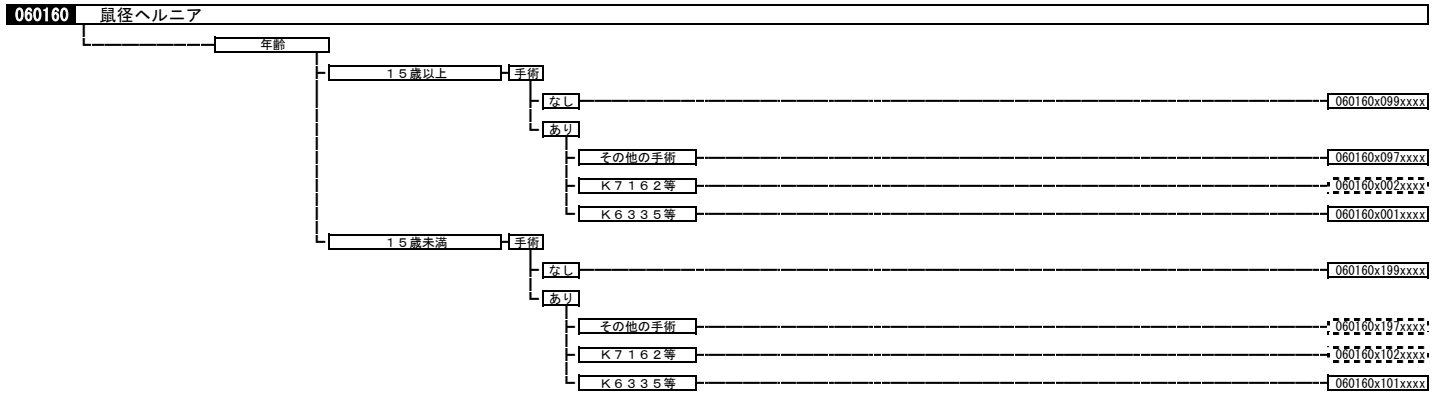 060160 鼠径ヘルニア
年齢
１５歳以上 手術
なし 060160x099xxxx
あり
その他の手術 060160x097xxxx
Ｋ７１６２等 060160x002xxxx
Ｋ６３３５等 060160x001xxxx
１５歳未満 手術
なし 060160x199xxxx
あり
その他の手術 060160x197xxxx
Ｋ７１６２等 060160x102xxxx
Ｋ６３３５等 060160x101xxxx